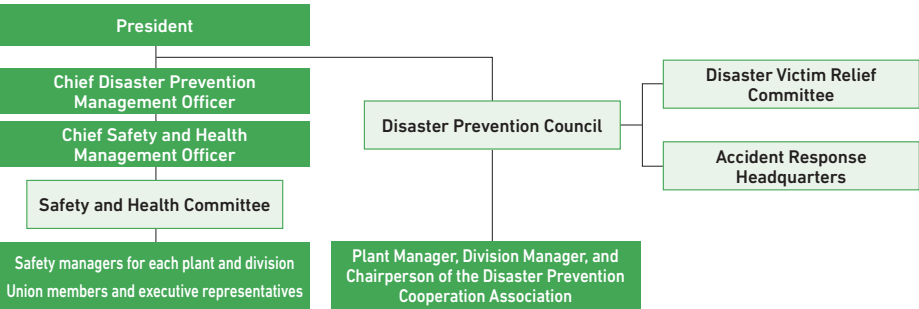 President
Chief Disaster Prevention
Management Officer
Chief Safety and Health
Management Officer
Safety and Health Committee
Safety managers for each plant and division
Union members and executive representatives
Disaster Prevention Council
Plant Manager, Division Manager, and
Chairperson of the Disaster Prevention
Cooperation Association
Disaster Victim Relief
Committee
Accident Response
Headquarters